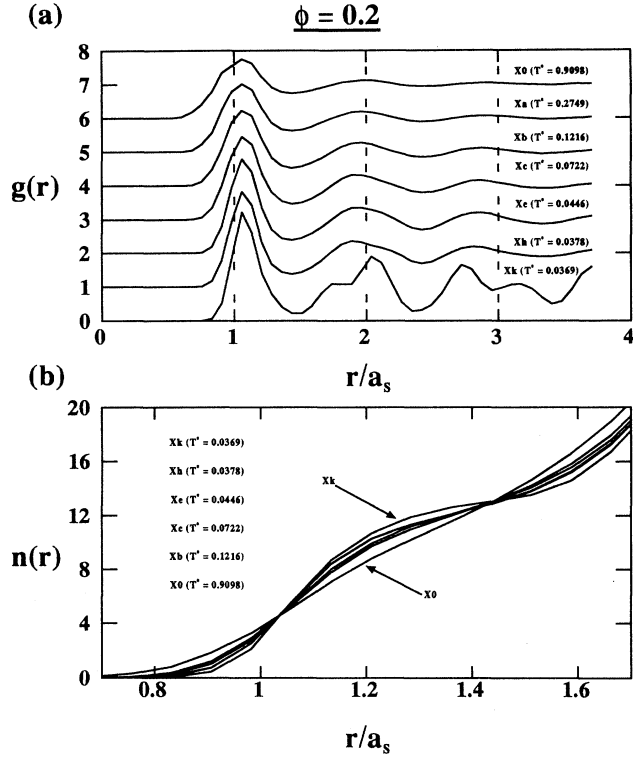 (a)
ϕ = 0.2
8
7
6
5
4
3
2
1
0
g(r)
X0 (T* = 0.9098)
Xa (T* = 0.2749)
Xb (T* = 0.1216)
Xc (T* = 0.0722)
Xe (T* = 0.0446)
Xh (T* = 0.0378)
Xk (T* = 0.0369)
0 1 2 3 4
r/as
(b)
20
16
12
8
4
0
n(r)
Xk (T* = 0.0369)
Xh (T* = 0.0378)
Xe (T* = 0.0446)
Xc (T* = 0.0722)
Xb (T* = 0.1216)
X0 (T* = 0.9098)
Xk
X0
0.8 1 1.2 1.4 1.6
r/as